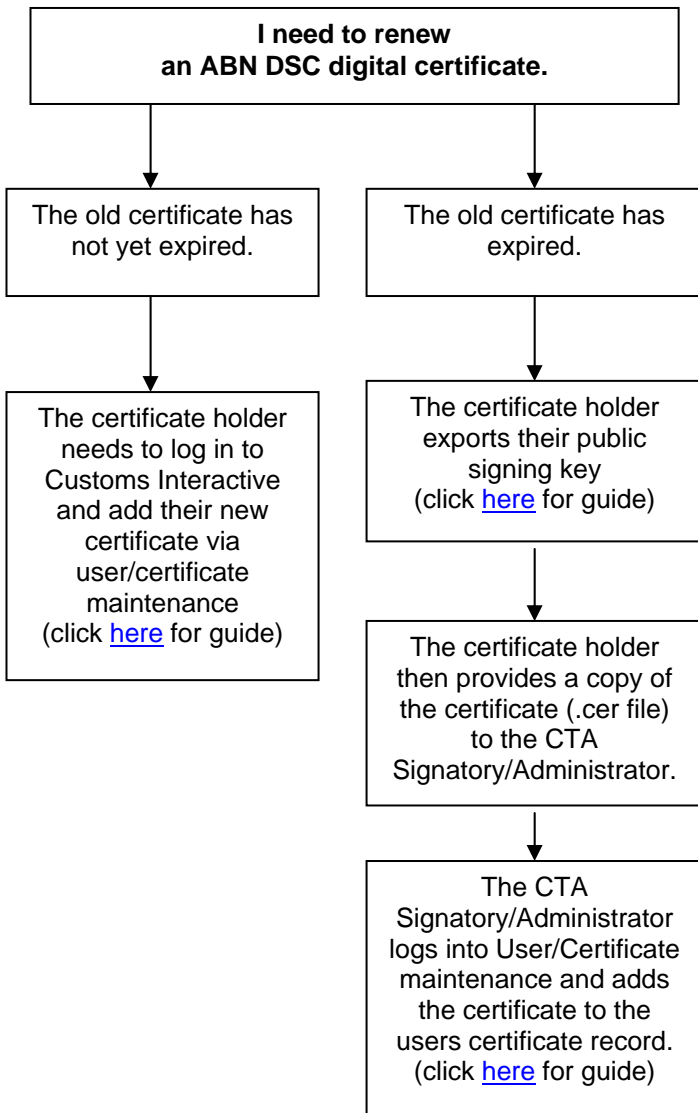 I need to renew
an ABN DSC digital certificate.
The old certificate has
not yet expired.
The certificate holder
needs to log in to
Customs Interactive
and add their new
certificate via
user/certificate
maintenance
(click here for guide)
The old certificate has
expired.
The certificate holder
exports their public
signing key
(click here for guide)
The certificate holder
then provides a copy of
the certificate (.cer file)
to the CTA
Signatory/Administrator.
The CTA
Signatory/Administrator
logs into User/Certificate
maintenance and adds
the certificate to the
users certificate record.
(click here for guide)